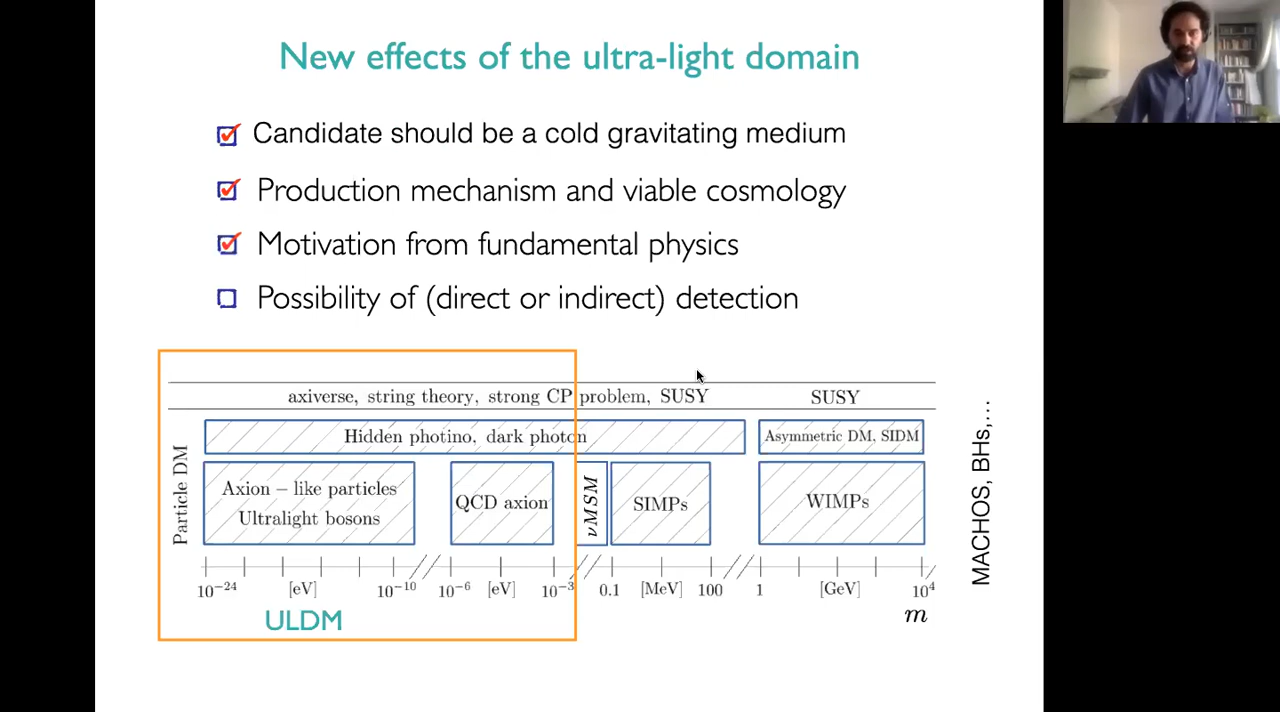 New effects of the ultra-light domain
Candidate should be a cold gravitating medium
Production mechanism and viable cosmology
Motivation from fundamental physics
Possibility of (direct or indirect) detection
axiverse, string theory, strong CP problem, SUSY
SUSY
Hidden photino, dark photon
Asymmetric DM, SIDM
Particle DM
Axion – like particles
Ultralight bosons
QCD axion
νMSM
SIMPs
WIMPs
MACHOS, BHs,...
10⁻²⁴ [eV] 10⁻¹⁰ 10⁻⁶ [eV] 10⁻³ 0.1 [MeV] 100 1 [GeV] 10⁴
ULDM
m